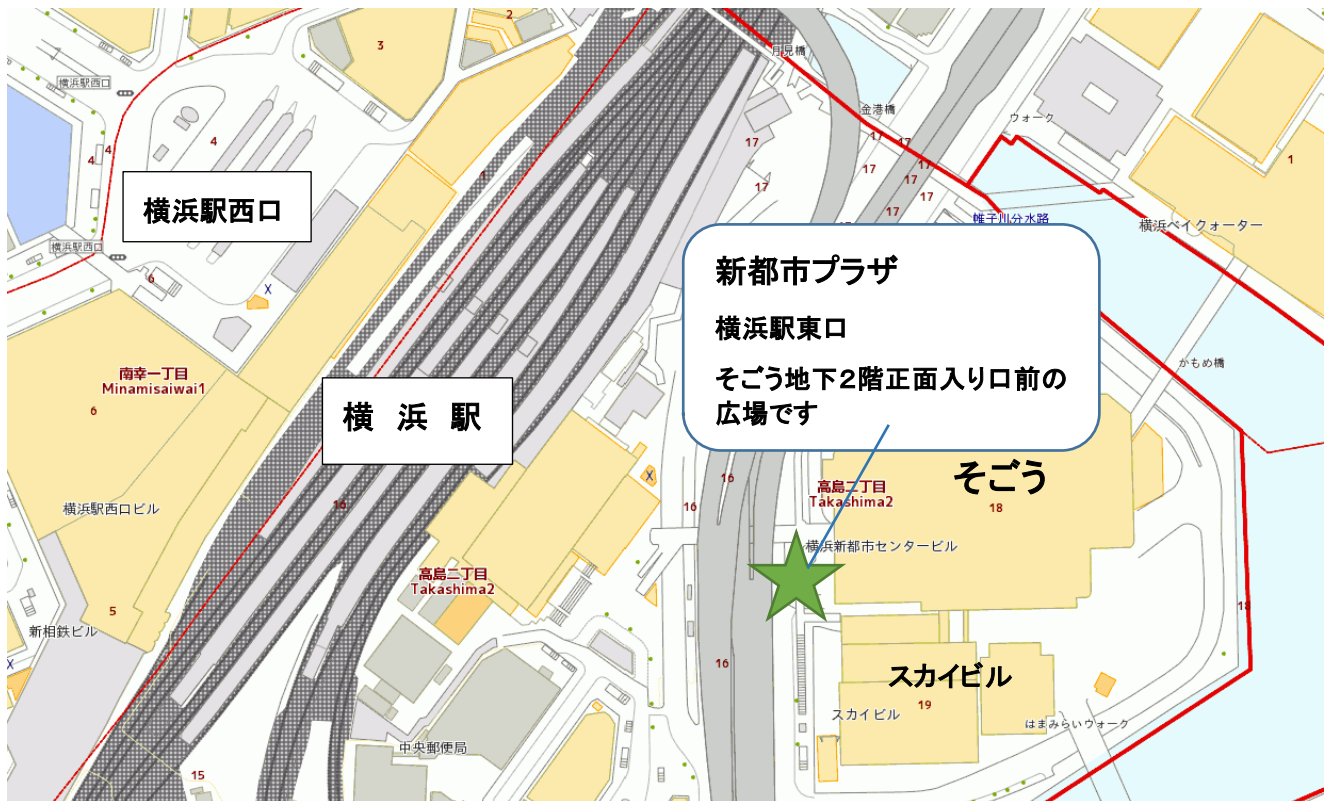 2
3
月見橋
横浜駅西口
金港橋
ウォーク
4
4
4
17
17
17
1
17
17
17
17
17
17
1
横浜駅西口
帷子川分水路
横浜ベイクォーター
横浜駅西口
6
X
新都市プラザ
横浜駅東口
そごう地下2階正面入り口前の
広場です
かもめ橋
南幸一丁目
Minamisaiwai1
6
横 浜 駅
X
16
16
16
高島二丁目
Takashima2
そごう
18
横浜駅西口ビル
横浜新都市センタービル
高島二丁目
Takashima2
5
新相鉄ビル
18
X
16
スカイビル
19
スカイビル
はまみらいウォーク
中央郵便局
15